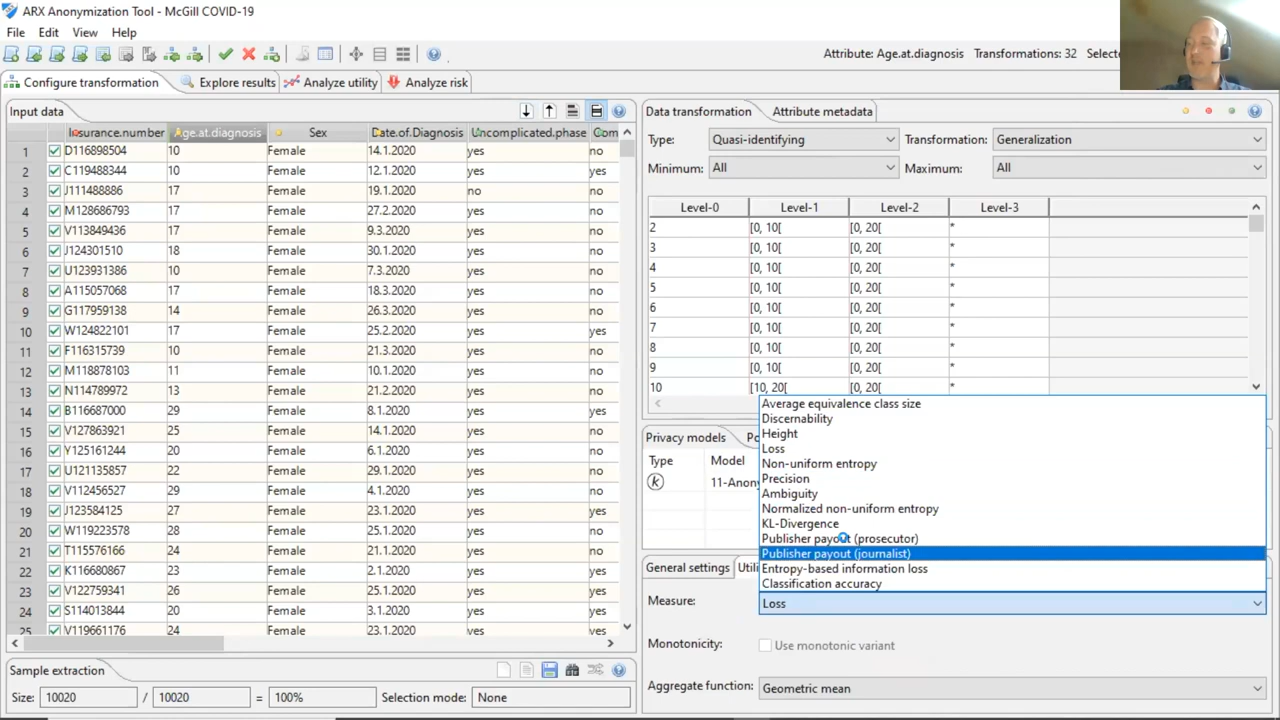 ARX Anonymization Tool - McGill COVID-19
File Edit View Help
Attribute: Age.at.diagnosis Transformations: 32
Configure transformation Explore results Analyze utility Analyze risk
Input data
Insurance.number Age.at.diagnosis Sex Date.of.Diagnosis Uncomplicated.phase Com
1 D116898504 10 Female 14.1.2020 yes no
2 C119488344 10 Female 12.1.2020 yes yes
3 J111488886 17 Female 19.1.2020 no no
4 M128686793 17 Female 27.2.2020 yes no
5 V113849436 17 Female 9.3.2020 yes no
6 J124301510 18 Female 30.1.2020 yes no
7 U123931386 10 Female 7.3.2020 yes no
8 A115057068 17 Female 18.3.2020 yes no
9 G117959138 14 Female 26.3.2020 yes no
10 W124822101 17 Female 25.2.2020 yes yes
11 F116315739 10 Female 21.3.2020 yes no
12 M118878103 11 Female 10.1.2020 yes no
13 N114789972 13 Female 21.2.2020 yes no
14 B116687000 29 Female 8.1.2020 yes yes
15 V127863921 25 Female 14.1.2020 yes no
16 Y125161244 20 Female 6.1.2020 yes no
17 U121135857 22 Female 29.1.2020 yes no
18 V112456527 29 Female 4.1.2020 yes no
19 J123584125 27 Female 23.1.2020 yes yes
20 W119223578 28 Female 25.1.2020 yes no
21 T115576166 24 Female 21.1.2020 yes no
22 K116680867 21 Female 23.1.2020 yes yes
23 V122759341 26 Female 25.1.2020 yes yes
24 S114013844 20 Female 3.1.2020 yes yes
25 V119661176 24 Female 23.1.2020 yes yes
Sample extraction
Size: 10020 / 10020 = 100% Selection mode: None
Data transformation Attribute metadata
Type: Quasi-identifying Transformation: Generalization
Minimum: All Maximum: All
Level-0 Level-1 Level-2 Level-3
2 [0, 10[ [0, 20[ *
3 [0, 10[ [0, 20[ *
4 [0, 10[ [0, 20[ *
5 [0, 10[ [0, 20[ *
6 [0, 10[ [0, 20[ *
7 [0, 10[ [0, 20[ *
8 [0, 10[ [0, 20[ *
9 [0, 10[ [0, 20[ *
10 [10, 20[ [0, 20[ *
Privacy models
Type Model
k 11-Anon
Average equivalence class size
Discernability
Height
Loss
Non-uniform entropy
Precision
Ambiguity
Normalized non-uniform entropy
KL-Divergence
Publisher payout (prosecutor)
Publisher payout (journalist)
Entropy-based information loss
Classification accuracy
General settings Utili
Measure: Loss
Monotonicity: Use monotonic variant
Aggregate function: Geometric mean